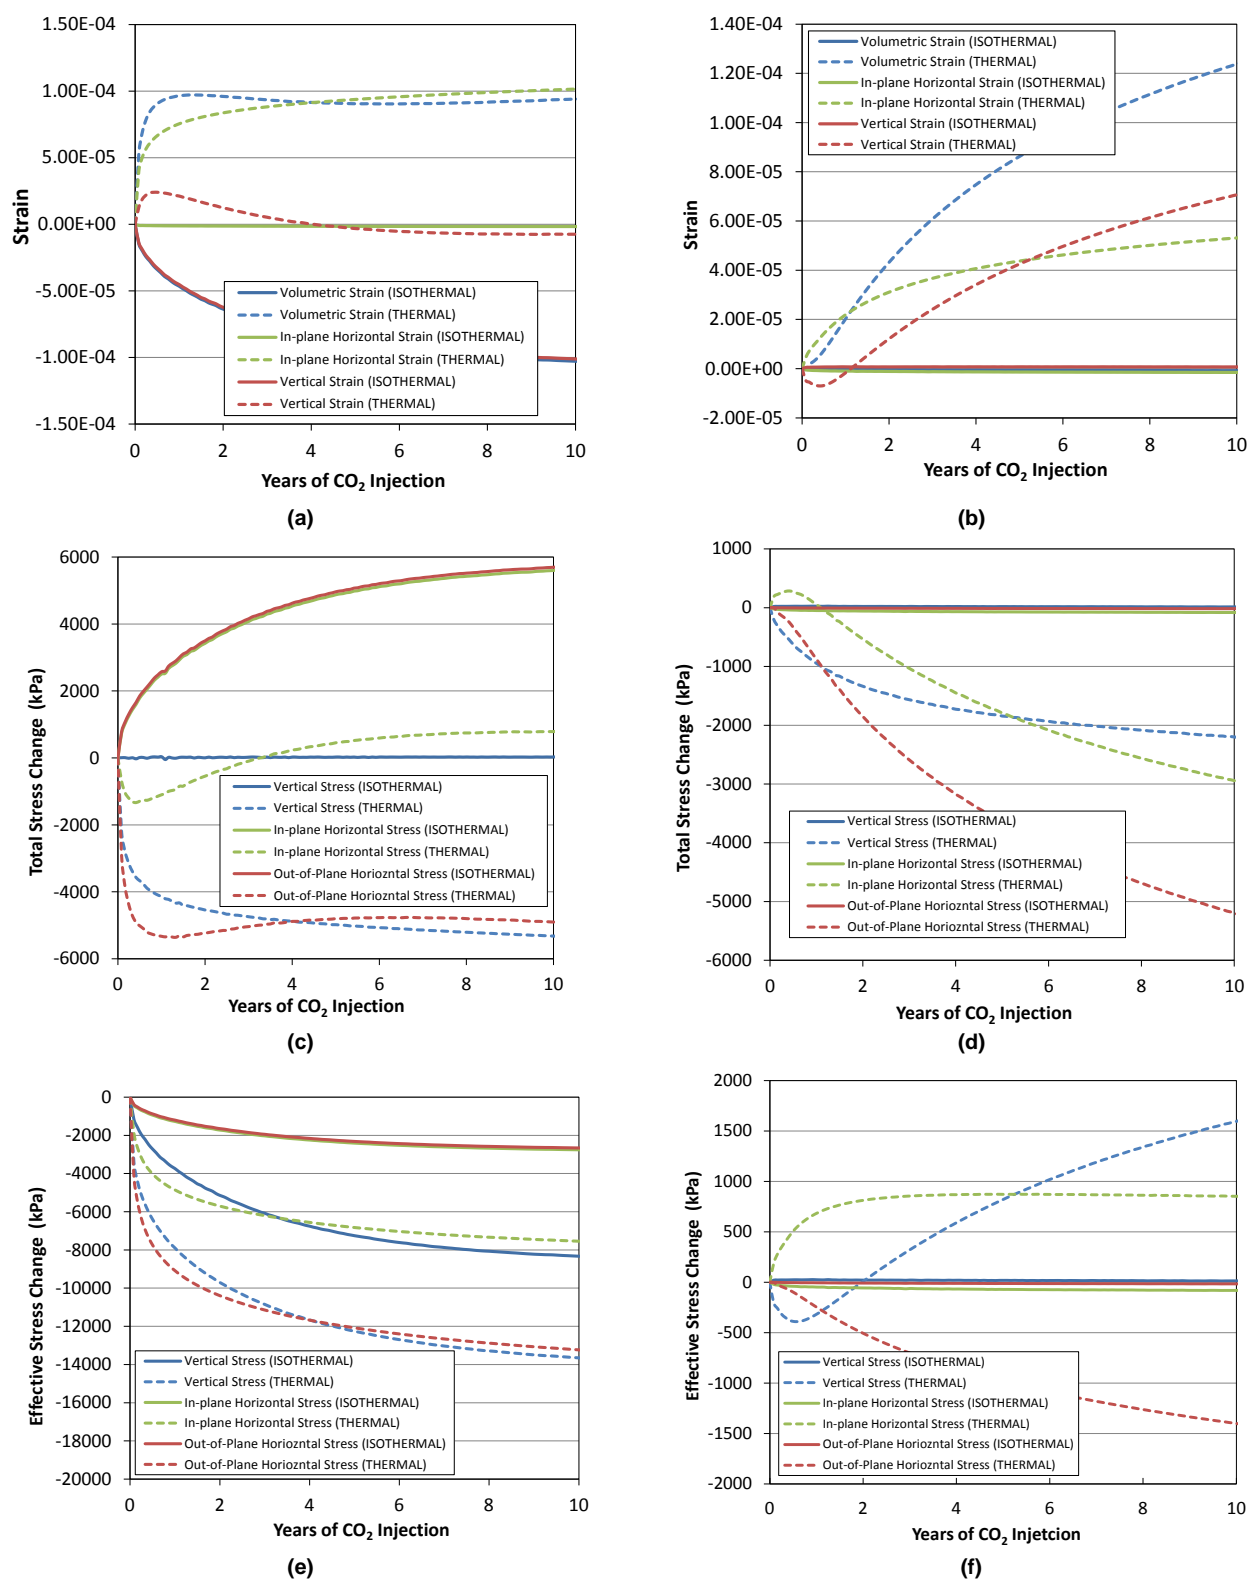 1.50E-04
1.00E-04
5.00E-05
0.00E+00
-5.00E-05
-1.00E-04
-1.50E-04
Strain
Volumetric Strain (ISOTHERMAL)
Volumetric Strain (THERMAL)
In-plane Horizontal Strain (ISOTHERMAL)
In-plane Horizontal Strain (THERMAL)
Vertical Strain (ISOTHERMAL)
Vertical Strain (THERMAL)
0 2 4 6 8 10
Years of CO2 Injection
(a)
1.40E-04
1.20E-04
1.00E-04
8.00E-05
6.00E-05
4.00E-05
2.00E-05
0.00E+00
-2.00E-05
Strain
Volumetric Strain (ISOTHERMAL)
Volumetric Strain (THERMAL)
In-plane Horizontal Strain (ISOTHERMAL)
In-plane Horizontal Strain (THERMAL)
Vertical Strain (ISOTHERMAL)
Vertical Strain (THERMAL)
0 2 4 6 8 10
Years of CO2 Injection
(b)
6000
4000
2000
0
-2000
-4000
-6000
Total Stress Change (kPa)
Vertical Stress (ISOTHERMAL)
Vertical Stress (THERMAL)
In-plane Horizontal Stress (ISOTHERMAL)
In-plane Horizontal Stress (THERMAL)
Out-of-Plane Horiozntal Stress (ISOTHERMAL)
Out-of-Plane Horiozntal Stress (THERMAL)
0 2 4 6 8 10
Years of CO2 Injection
(c)
1000
0
-1000
-2000
-3000
-4000
-5000
-6000
Total Stress Change (kPa)
Vertical Stress (ISOTHERMAL)
Vertical Stress (THERMAL)
In-plane Horizontal Stress (ISOTHERMAL)
In-plane Horizontal Stress (THERMAL)
Out-of-Plane Horiozntal Stress (ISOTHERMAL)
Out-of-Plane Horiozntal Stress (THERMAL)
0 2 4 6 8 10
Years of CO2 Injection
(d)
0
-2000
-4000
-6000
-8000
-10000
-12000
-14000
-16000
-18000
-20000
Effective Stress Change (kPa)
Vertical Stress (ISOTHERMAL)
Vertical Stress (THERMAL)
In-plane Horizontal Stress (ISOTHERMAL)
In-plane Horizontal Stress (THERMAL)
Out-of-Plane Horiozntal Stress (ISOTHERMAL)
Out-of-Plane Horiozntal Stress (THERMAL)
0 2 4 6 8 10
Years of CO2 Injection
(e)
2000
1500
1000
500
0
-500
-1000
-1500
-2000
Effective Stress Change (kPa)
Vertical Stress (ISOTHERMAL)
Vertical Stress (THERMAL)
In-plane Horizontal Stress (ISOTHERMAL)
In-plane Horizontal Stress (THERMAL)
Out-of-Plane Horiozntal Stress (ISOTHERMAL)
Out-of-Plane Horiozntal Stress (THERMAL)
0 2 4 6 8 10
Years of CO2 Injetcion
(f)